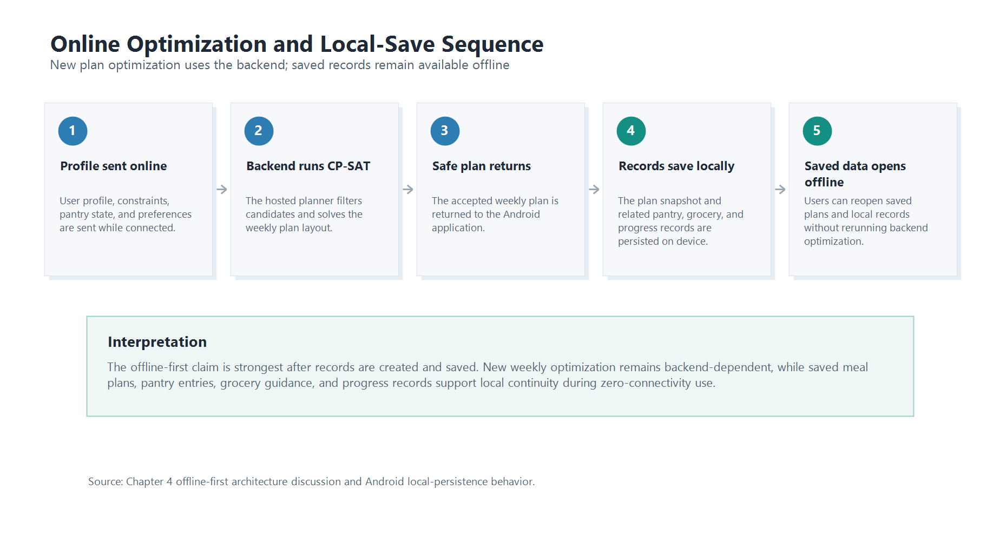 Online Optimization and Local-Save Sequence
New plan optimization uses the backend; saved records remain available offline
1
Profile sent online
User profile, constraints,
pantry state, and preferences
are sent while connected.
→
2
Backend runs CP-SAT
The hosted planner filters
candidates and solves the
weekly plan layout.
→
3
Safe plan returns
The accepted weekly plan is
returned to the Android
application.
→
4
Records save locally
The plan snapshot and
related pantry, grocery, and
progress records are
persisted on device.
→
5
Saved data opens
offline
Users can reopen saved
plans and local records
without rerunning backend
optimization.
Interpretation
The offline-first claim is strongest after records are created and saved. New weekly optimization remains backend-dependent, while saved meal
plans, pantry entries, grocery guidance, and progress records support local continuity during zero-connectivity use.
Source: Chapter 4 offline-first architecture discussion and Android local-persistence behavior.